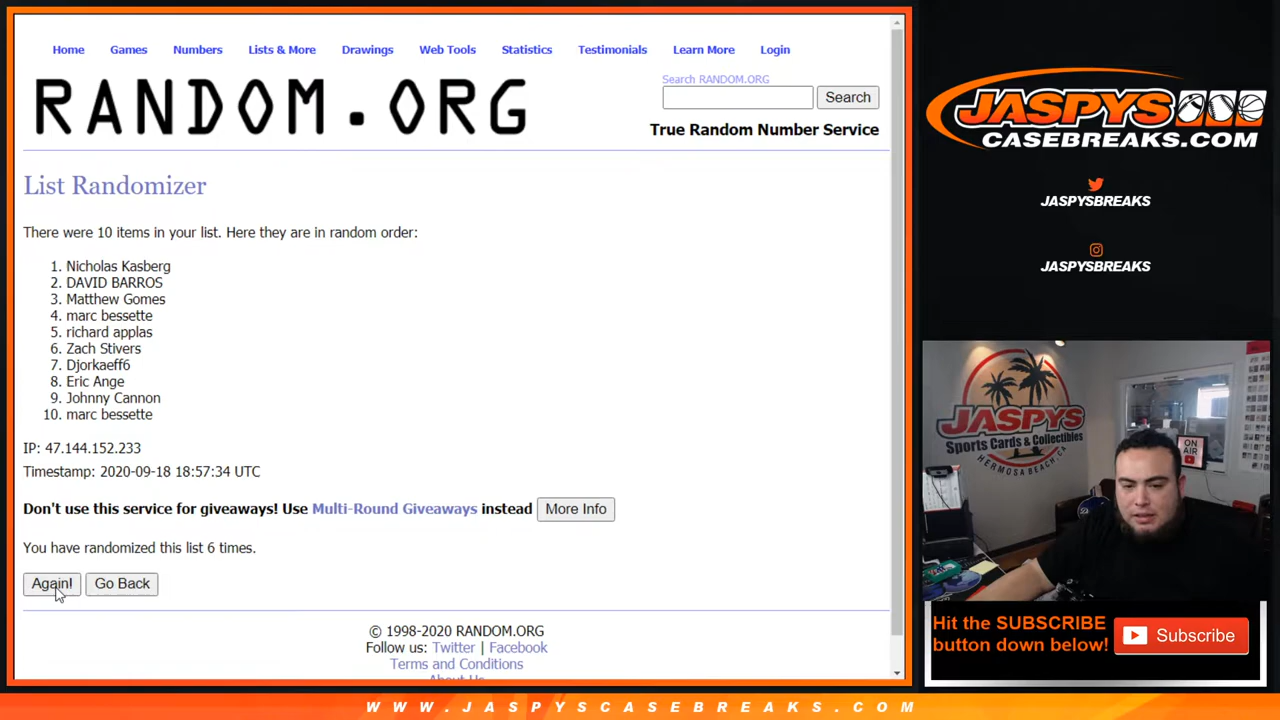 Home Games Numbers Lists & More Drawings Web Tools Statistics Testimonials Learn More Login
RANDOM.ORG
Search RANDOM.ORG
Search
True Random Number Service
List Randomizer
There were 10 items in your list. Here they are in random order:
1. Nicholas Kasberg
2. DAVID BARROS
3. Matthew Gomes
4. marc bessette
5. richard applas
6. Zach Stivers
7. Djorkaeff6
8. Eric Ange
9. Johnny Cannon
10. marc bessette
IP: 47.144.152.233
Timestamp: 2020-09-18 18:57:34 UTC
Don't use this service for giveaways! Use Multi-Round Giveaways instead More Info
You have randomized this list 6 times.
Again! Go Back
© 1998-2020 RANDOM.ORG
Follow us: Twitter | Facebook
Terms and Conditions
About Us
JASPYS
CASEBREAKS.COM
JASPYSBREAKS
JASPYSBREAKS
JASPYS
Sports Cards & Collectibles
HERMOSA BEACH, CA
ON AIR
Hit the SUBSCRIBE
button down below!
Subscribe
WWW.JASPYSCASEBREAKS.COM